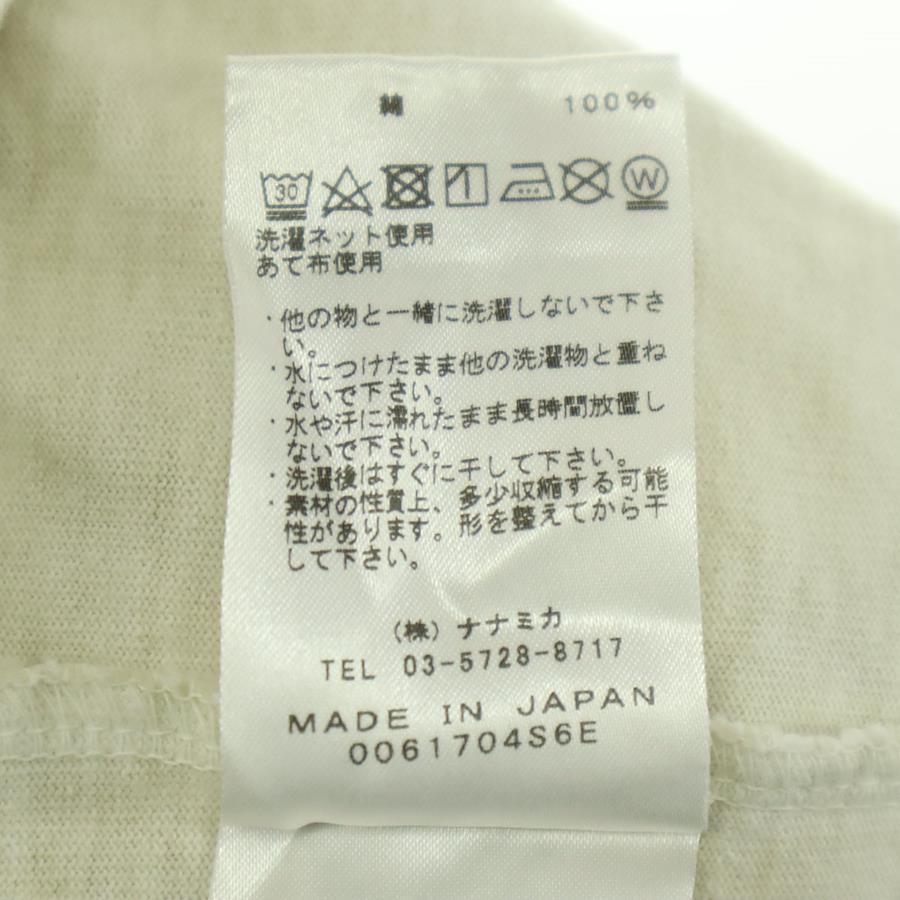 綿 100%
30 W
洗濯ネット使用
あて布使用
・他の物と一緒に洗濯しないで下さ
い。
・水につけたまま他の洗濯物と重ね
ないで下さい。
・水や汗に濡れたまま長時間放置し
ないで下さい。
・洗濯後はすぐに干して下さい。
・素材の性質上、多少収縮する可能
性があります。形を整えてから干
して下さい。
(株) ナナミカ
TEL 03-5728-8717
MADE IN JAPAN
0061704S6E